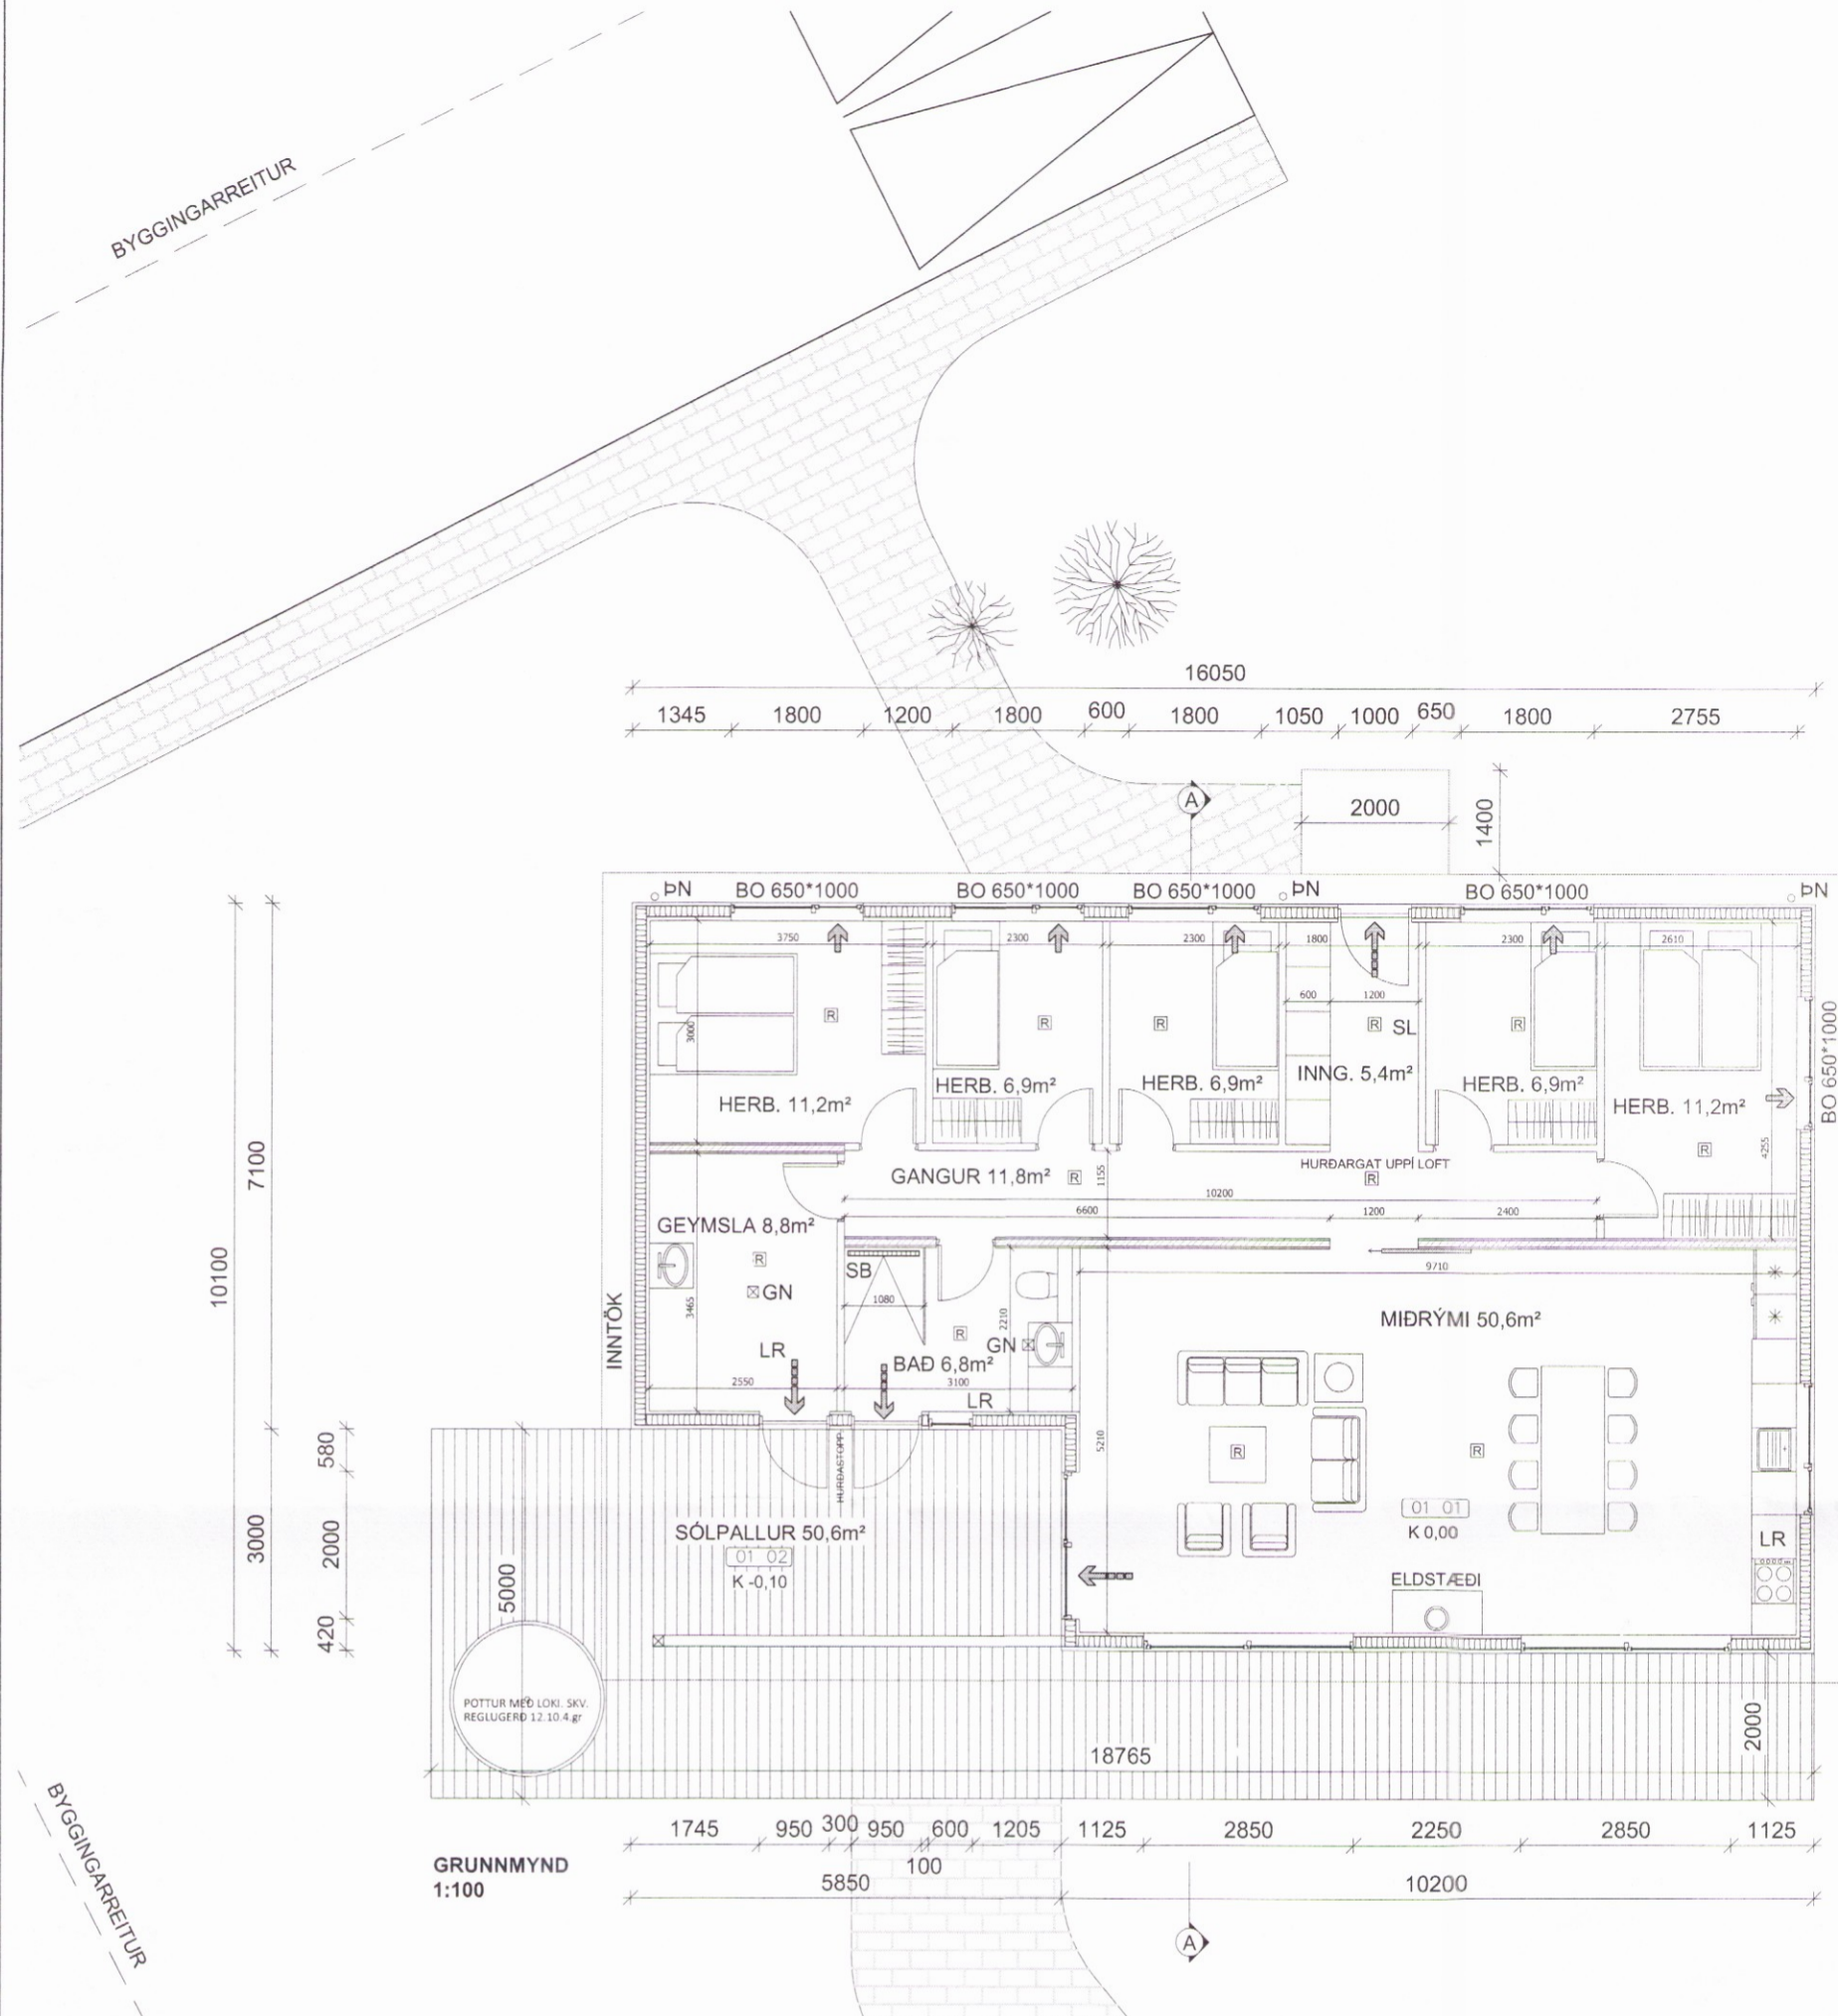 BYGGINGARREITUR
16050
1345 1800 1200 1800 600 1800 1050 1000 650 1800 2755
A
2000
1400
ÞN BO 650*1000 BO 650*1000 BO 650*1000 ÞN BO 650*1000 ÞN
3750 2300 2300 1800 2300 2610
600 1200
3000
R R R R SL R
BO 650*1000
HERB. 11,2m²
HERB. 6,9m²
HERB. 6,9m²
INNG. 5,4m²
HERB. 6,9m²
HERB. 11,2m²
R
4255
7100
10100
GANGUR 11,8m² R
1155
HURÐARGAT UPPÍ LOFT
R
10200
6600 1200 2400
GEYMSLA 8,8m²
R
GN
3465
LR
2550
INNTÖK
SB
1080
2210
R
GN
BAÐ 6,8m²
3100
LR
9710
MIÐRÝMI 50,6m²
5210
R R
01 01
K 0,00
LR
ELDSTÆÐI
HURÐASTOPP
580
3000
2000
420
5000
SÓLPALLUR 50,6m²
01 02
K -0,10
POTTUR MEÐ LOKI. SKV.
REGLUGERÐ 12.10.4.gr
2000
18765
BYGGINGARREITUR
1745 950 300 950 600 1205 1125 2850 2250 2850 1125
100
5850 10200
GRUNNMYND
1:100
A